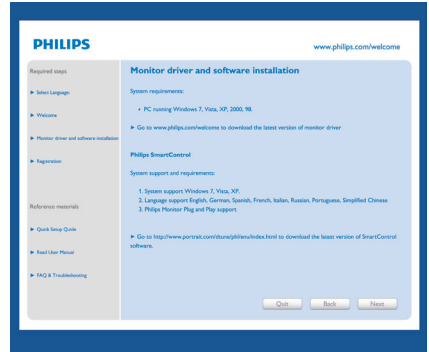 PHILIPS
www.philips.com/welcome
Required steps
► Select Language:
► Welcome
► Monitor driver and software installation
► Registration
Reference materials
► Quick Setup Guide
► Read User Manual
► FAQ & Troubleshooting
Monitor driver and software installation
System requirements:
• PC running Windows 7, Vista, XP, 2000, 98.
► Go to www.philips.com/welcome to download the latest version of monitor driver
Philips SmartControl
System support and requirements:
1. System support Windows 7, Vista, XP.
2. Language support English, German, Spanish, French, Italian, Russian, Portuguese, Simplified Chinese
3. Philips Monitor Plug and Play support
► Go to http://www.portrait.com/dtune/phil/enu/index.html to download the latest version of SmartControl
software.
Quit
Back
Next